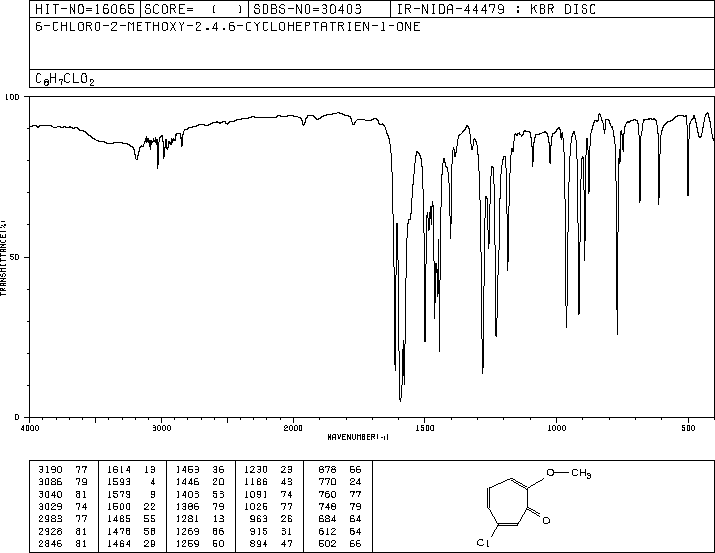 HIT-NO=16065 SCORE= ( ) SDBS-NO=30403 IR-NIDA-44479 : KBR DISC
6-CHLORO-2-METHOXY-2.4.6-CYCLOHEPTATRIEN-1-ONE
C8H7CLO2
100
50
0
TRANSMITTANCE(%)
4000 3000 2000 1500 1000 500
WAVENUMBER(-1)
3190 77 1614 13 1463 36 1230 23 878 66
3086 79 1593 4 1446 20 1186 43 770 24
3040 81 1579 9 1403 53 1091 74 760 77
3029 74 1500 22 1386 79 1026 77 748 79
2983 77 1485 55 1281 13 963 26 684 64
2928 81 1478 58 1269 86 915 31 612 64
2846 81 1464 29 1259 50 894 47 502 66
O CH3
O
Cl